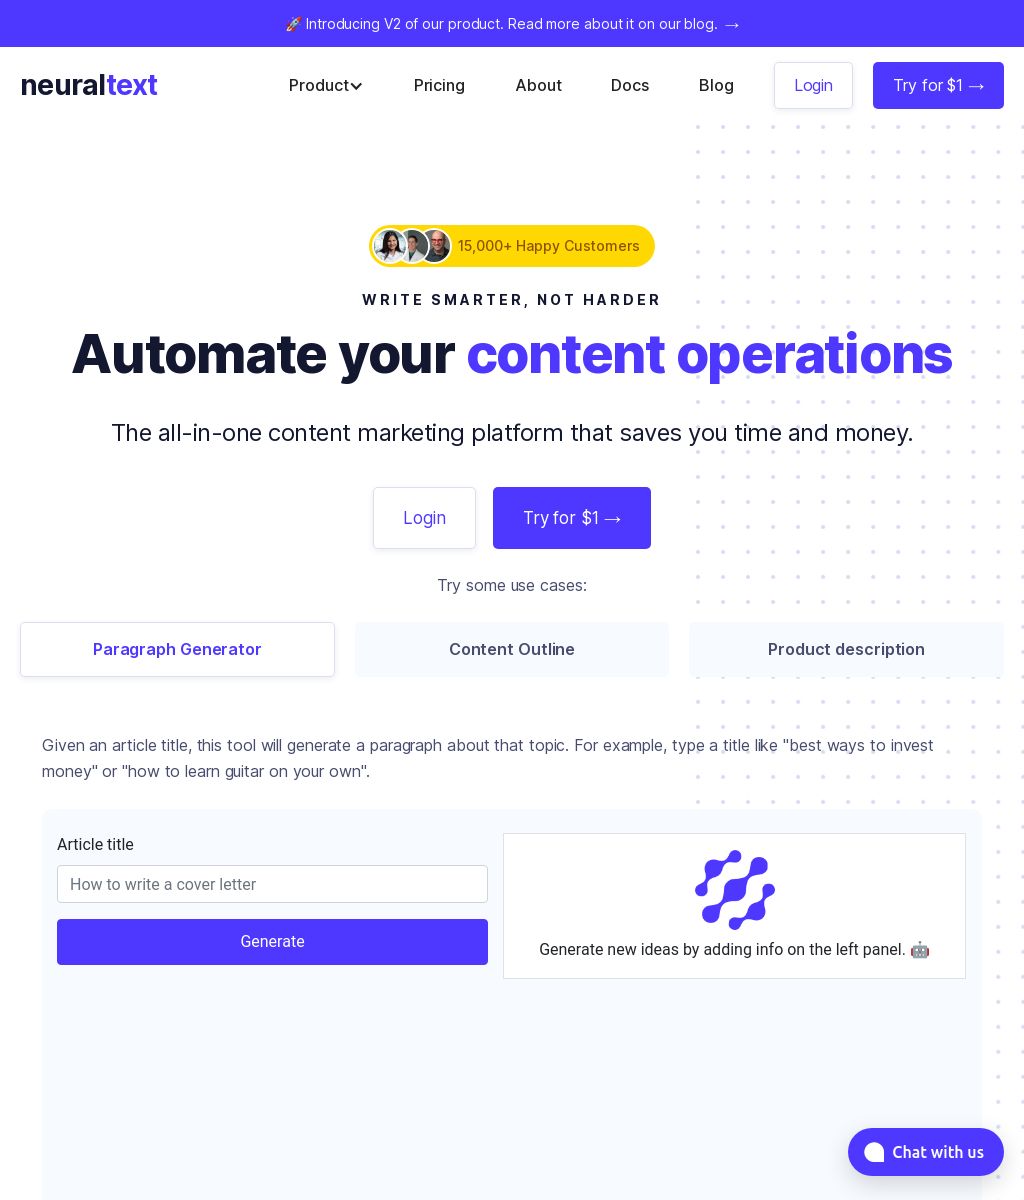 🚀 Introducing V2 of our product. Read more about it on our blog. →
neuraltext
Product
Pricing
About
Docs
Blog
Login
Try for $1 →
15,000+ Happy Customers
WRITE SMARTER, NOT HARDER
Automate your content operations
The all-in-one content marketing platform that saves you time and money.
Login
Try for $1 →
Try some use cases:
Paragraph Generator
Content Outline
Product description
Given an article title, this tool will generate a paragraph about that topic. For example, type a title like "best ways to invest
money" or "how to learn guitar on your own".
Article title
How to write a cover letter
Generate
Generate new ideas by adding info on the left panel. 🤖
Chat with us